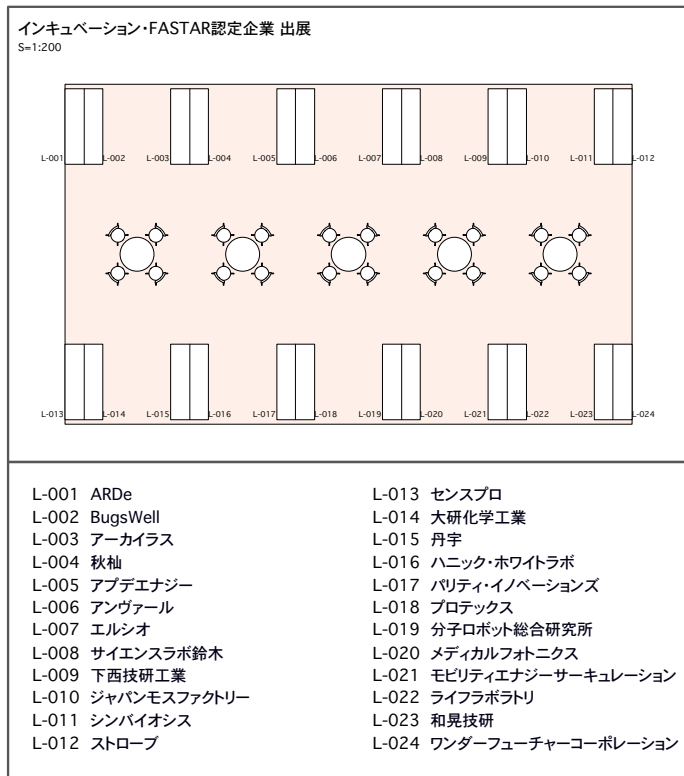 インキュベーション・FASTAR認定企業 出展
S=1:200
L-001 L-002 L-003 L-004 L-005 L-006 L-007 L-008 L-009 L-010 L-011 L-012
L-013 L-014 L-015 L-016 L-017 L-018 L-019 L-020 L-021 L-022 L-023 L-024
L-001 ARDe
L-002 BugsWell
L-003 アーカイラス
L-004 秋杣
L-005 アプデエナジー
L-006 アンヴァール
L-007 エルシオ
L-008 サイエンスラボ鈴木
L-009 下西技研工業
L-010 ジャパンモスファクトリー
L-011 シンバイオシス
L-012 ストローブ
L-013 センスプロ
L-014 大研化学工業
L-015 丹宇
L-016 ハニック・ホワイトラボ
L-017 パリティ・イノベーションズ
L-018 プロテックス
L-019 分子ロボット総合研究所
L-020 メディカルフォトニクス
L-021 モビリティエナジーサーキュレーション
L-022 ライフラボラトリ
L-023 和晃技研
L-024 ワンダーフューチャーコーポレーション